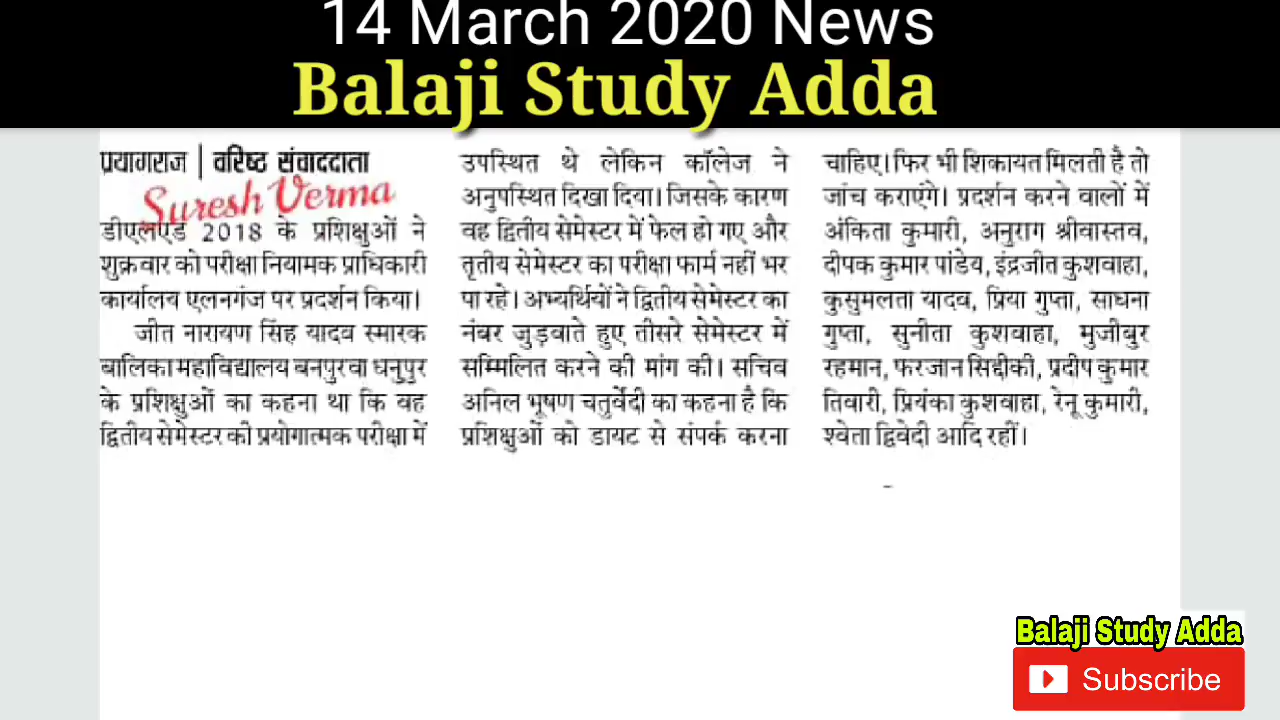 14 March 2020 News
Balaji Study Adda
प्रयागराज | वरिष्ठ संवाददाता
Suresh Verma
डीएलएड 2018 के प्रशिक्षुओं ने
शुक्रवार को परीक्षा नियामक प्राधिकारी
कार्यालय एलनगंज पर प्रदर्शन किया।
जीत नारायण सिंह यादव स्मारक
बालिका महाविद्यालय बनपुरवा धनुपुर
के प्रशिक्षुओं का कहना था कि वह
द्वितीय सेमेस्टर की प्रयोगात्मक परीक्षा में
उपस्थित थे लेकिन कॉलेज ने
अनुपस्थित दिखा दिया। जिसके कारण
वह द्वितीय सेमेस्टर में फेल हो गए और
तृतीय सेमेस्टर का परीक्षा फार्म नहीं भर
पा रहे। अभ्यर्थियों ने द्वितीय सेमेस्टर का
नंबर जुड़वाते हुए तीसरे सेमेस्टर में
सम्मिलित करने की मांग की। सचिव
अनिल भूषण चतुर्वेदी का कहना है कि
प्रशिक्षुओं को डायट से संपर्क करना
चाहिए। फिर भी शिकायत मिलती है तो
जांच कराएंगे। प्रदर्शन करने वालों में
अंकिता कुमारी, अनुराग श्रीवास्तव,
दीपक कुमार पांडेय, इंद्रजीत कुशवाहा,
कुसुमलता यादव, प्रिया गुप्ता, साधना
गुप्ता, सुनीता कुशवाहा, मुजीबुर
रहमान, फरजान सिद्दीकी, प्रदीप कुमार
तिवारी, प्रियंका कुशवाहा, रेनू कुमारी,
श्वेता द्विवेदी आदि रहीं।
Balaji Study Adda
Subscribe